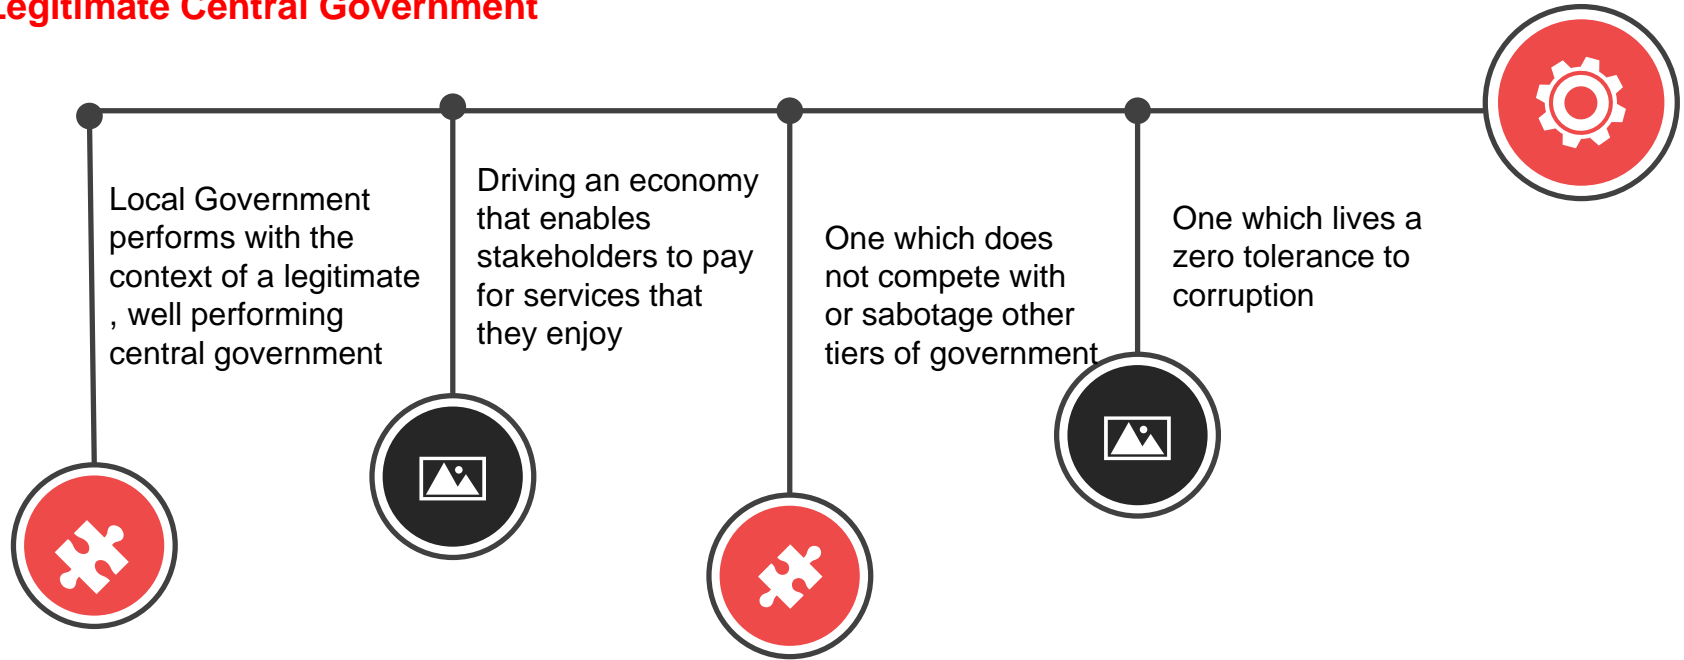 Legitimate Central Government
Local Government
performs with the
context of a legitimate
, well performing
central government
Driving an economy
that enables
stakeholders to pay
for services that
they enjoy
One which does
not compete with
or sabotage other
tiers of government
One which lives a
zero tolerance to
corruption